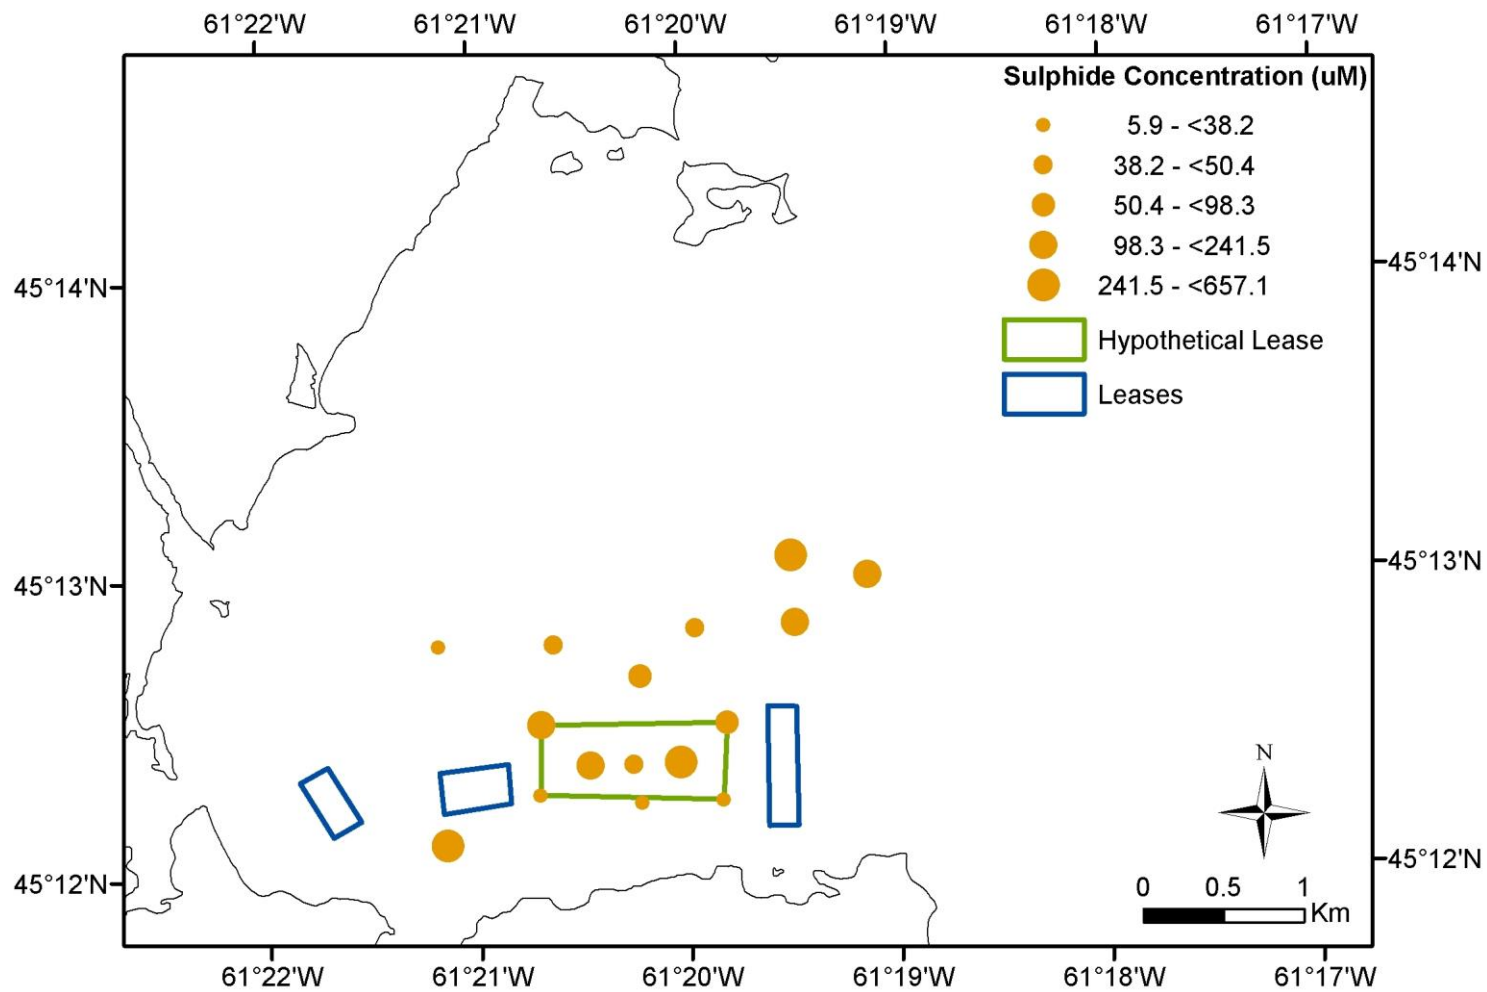 61°22'W 61°21'W 61°20'W 61°19'W 61°18'W 61°17'W
Sulphide Concentration (uM)
5.9 - <38.2
38.2 - <50.4
50.4 - <98.3
98.3 - <241.5
241.5 - <657.1
Hypothetical Lease
Leases
45°14'N
45°14'N
45°13'N
45°13'N
45°12'N
45°12'N
N
0 0.5 1
Km
61°22'W 61°21'W 61°20'W 61°19'W 61°18'W 61°17'W